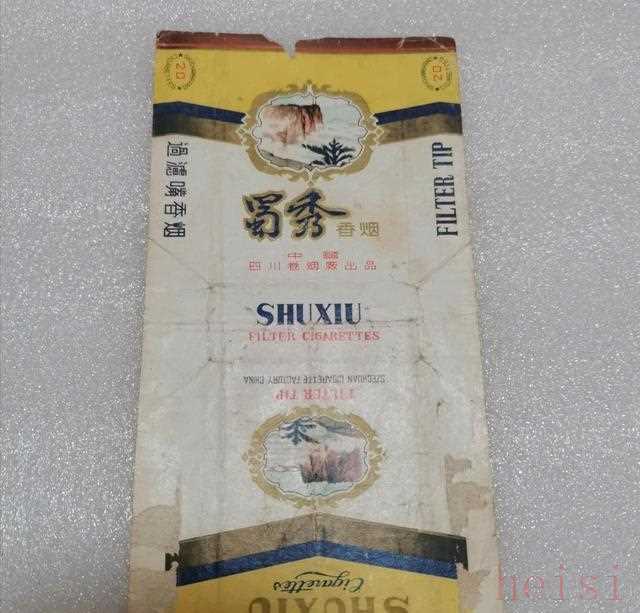 20
20
過濾嘴香烟
FILTER TIP
蜀秀
香烟
中國
四川卷烟廠出品
SHUXIU
FILTER CIGARETTES
SZECHUAN CIGARETTE FACTORY CHINA
FILTER TIP
Cigarettes
SHUXIU
heisi